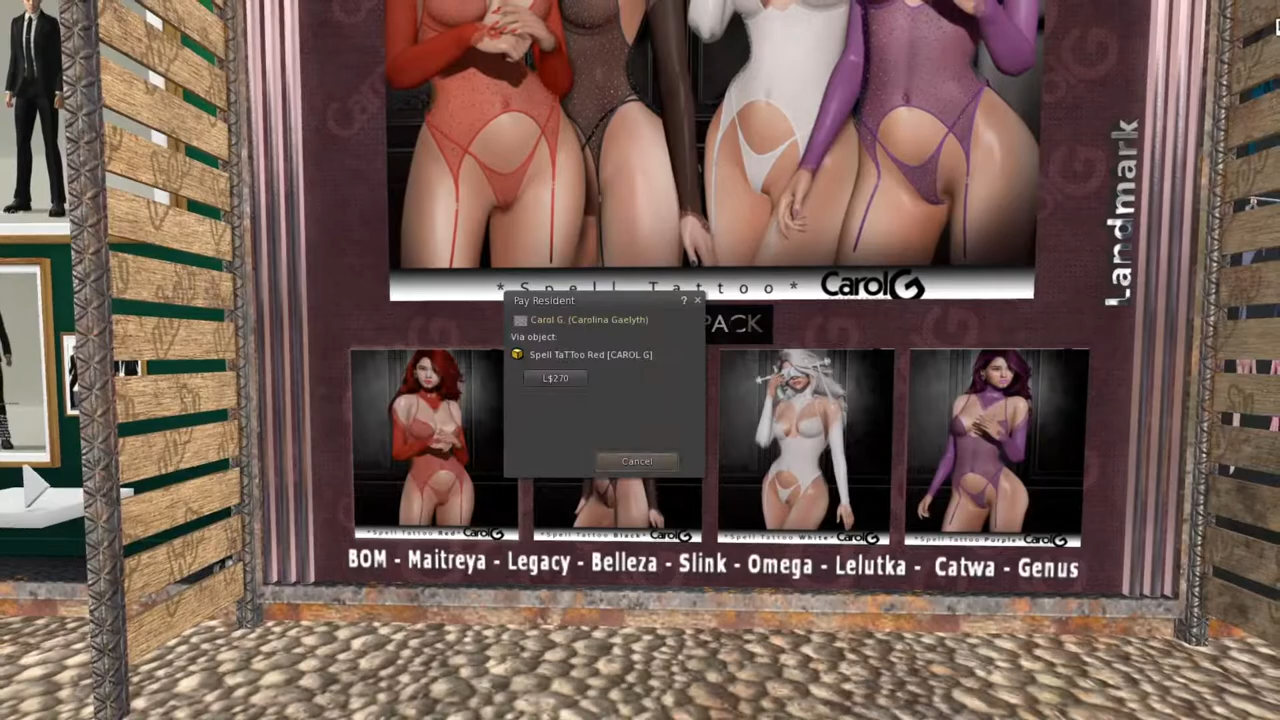 Landmark
* Spell Tattoo * CarolG
Pay Resident ? ×
Carol G. (Carolina Gaelyth)
Via object:
Spell TaTToo Red [CAROL G]
L$270
Cancel
PACK
*Spell Tattoo Red* CarolG
*Spell Tattoo Black* CarolG
*Spell Tattoo White* CarolG
*Spell Tattoo Purple* CarolG
BOM - Maitreya - Legacy - Belleza - Slink - Omega - Lelutka - Catwa - Genus